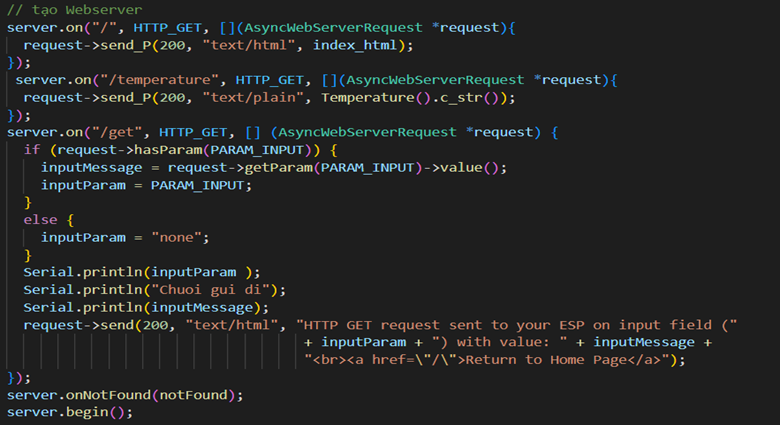 // tạo Webserver
server.on("/", HTTP_GET, [](AsyncWebServerRequest *request){
  request->send_P(200, "text/html", index_html);
});
 server.on("/temperature", HTTP_GET, [](AsyncWebServerRequest *request){
  request->send_P(200, "text/plain", Temperature().c_str());
});
server.on("/get", HTTP_GET, [] (AsyncWebServerRequest *request) {
  if (request->hasParam(PARAM_INPUT)) {
    inputMessage = request->getParam(PARAM_INPUT)->value();
    inputParam = PARAM_INPUT;
  }
  else {
    inputParam = "none";
  }
  Serial.println(inputParam );
  Serial.println("Chuoi gui di");
  Serial.println(inputMessage);
  request->send(200, "text/html", "HTTP GET request sent to your ESP on input field ("
                                   + inputParam + ") with value: " + inputMessage +
                                   "<br><a href=\"/\">Return to Home Page</a>");
});
server.onNotFound(notFound);
server.begin();